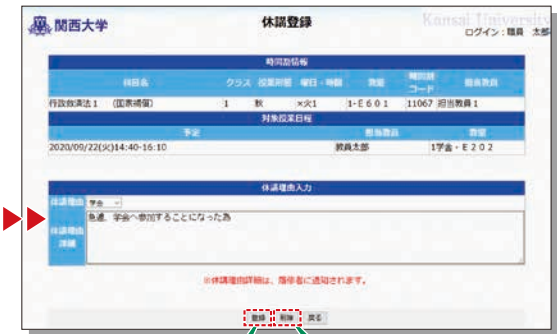 関西大学
休講登録
Kansai University
ログイン：職員 太郎
時間割情報
科目名 クラス 授業形態 曜日・時限 教室 時間割コード 担当教員
行政救済法1 (国家補償) 1 秋 ×火1 1-E601 11067 担当教員1
対象授業日程
予定 担当教員 教室
2020/09/22(火)14:40-16:10 教員太郎 1学舎・E202
休講理由入力
休講理由 学会
休講理由詳細 急遽、学会へ参加することになった為
※休講理由詳細は、履修者に通知されます。
登録 削除 戻る